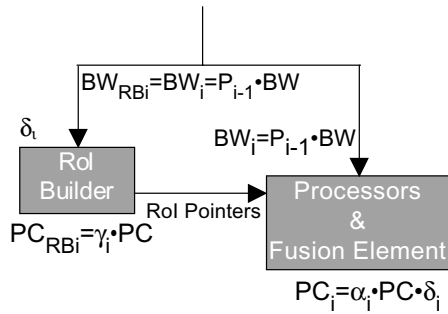 BW_RBi=BW_i=P_i-1•BW
δ_ι
BW_i=P_i-1•BW
RoI
Builder
Processors
&
Fusion Element
RoI Pointers
PC_RBi=γ_i•PC
PC_i=α_i•PC•δ_i